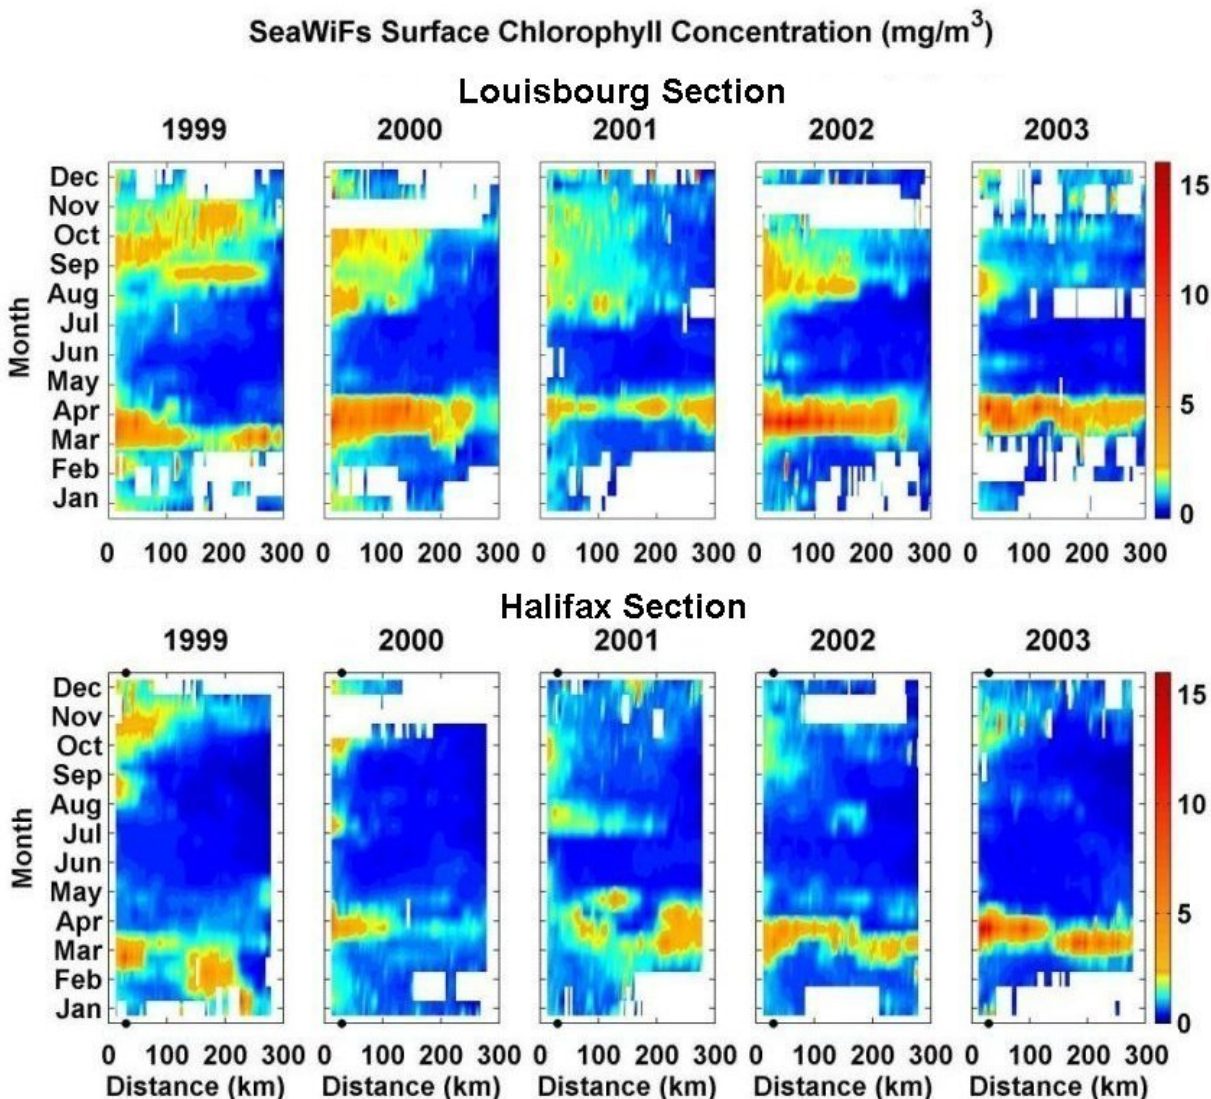 SeaWiFs Surface Chlorophyll Concentration (mg/m3)
Louisbourg Section
1999 2000 2001 2002 2003
Month
Dec
Nov
Oct
Sep
Aug
Jul
Jun
May
Apr
Mar
Feb
Jan
15
10
5
0
0 100 200 300 0 100 200 300 0 100 200 300 0 100 200 300 0 100 200 300
Halifax Section
1999 2000 2001 2002 2003
Month
Dec
Nov
Oct
Sep
Aug
Jul
Jun
May
Apr
Mar
Feb
Jan
15
10
5
0
0 100 200 300 0 100 200 300 0 100 200 300 0 100 200 300 0 100 200 300
Distance (km) Distance (km) Distance (km) Distance (km) Distance (km)